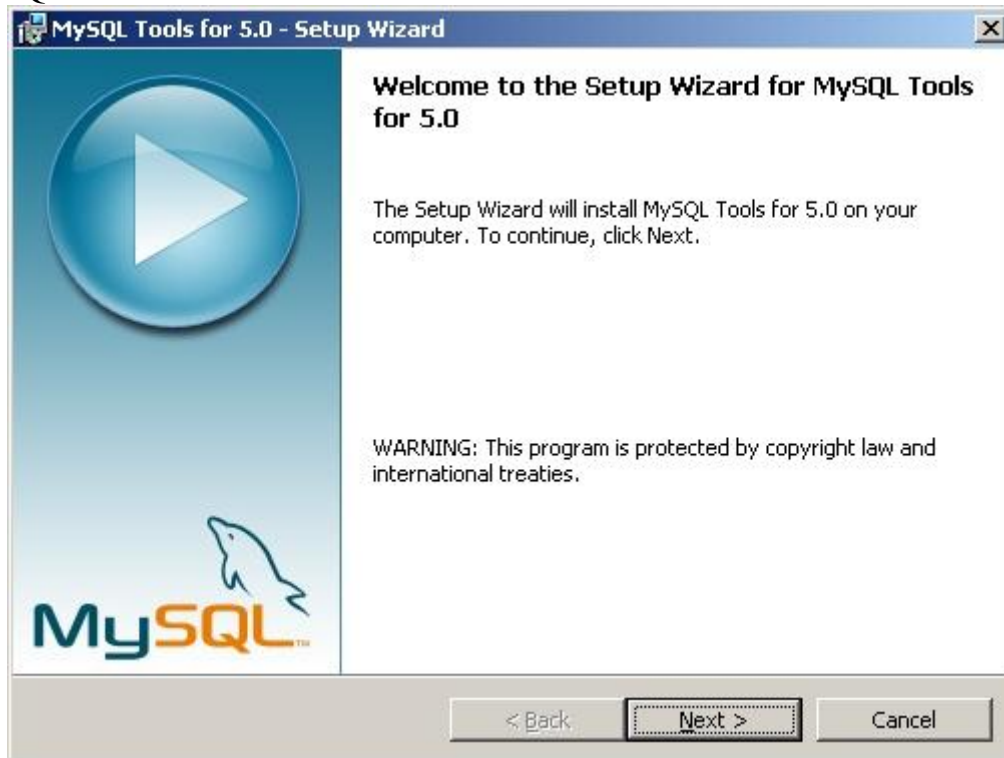 MySQL Tools for 5.0 - Setup Wizard
Welcome to the Setup Wizard for MySQL Tools
for 5.0
The Setup Wizard will install MySQL Tools for 5.0 on your
computer. To continue, click Next.
WARNING: This program is protected by copyright law and
international treaties.
MySQL™
< Back
Next >
Cancel